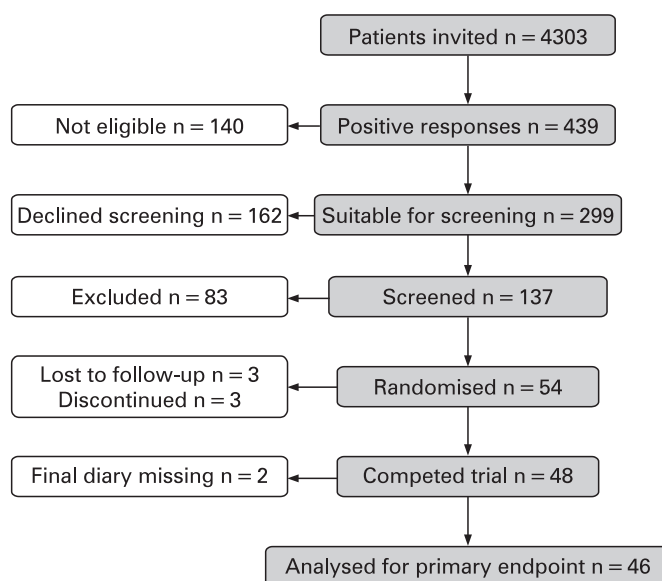 Patients invited n = 4303
Not eligible n = 140
Positive responses n = 439
Declined screening n = 162
Suitable for screening n = 299
Excluded n = 83
Screened n = 137
Lost to follow-up n = 3
Discontinued n = 3
Randomised n = 54
Final diary missing n = 2
Competed trial n = 48
Analysed for primary endpoint n = 46